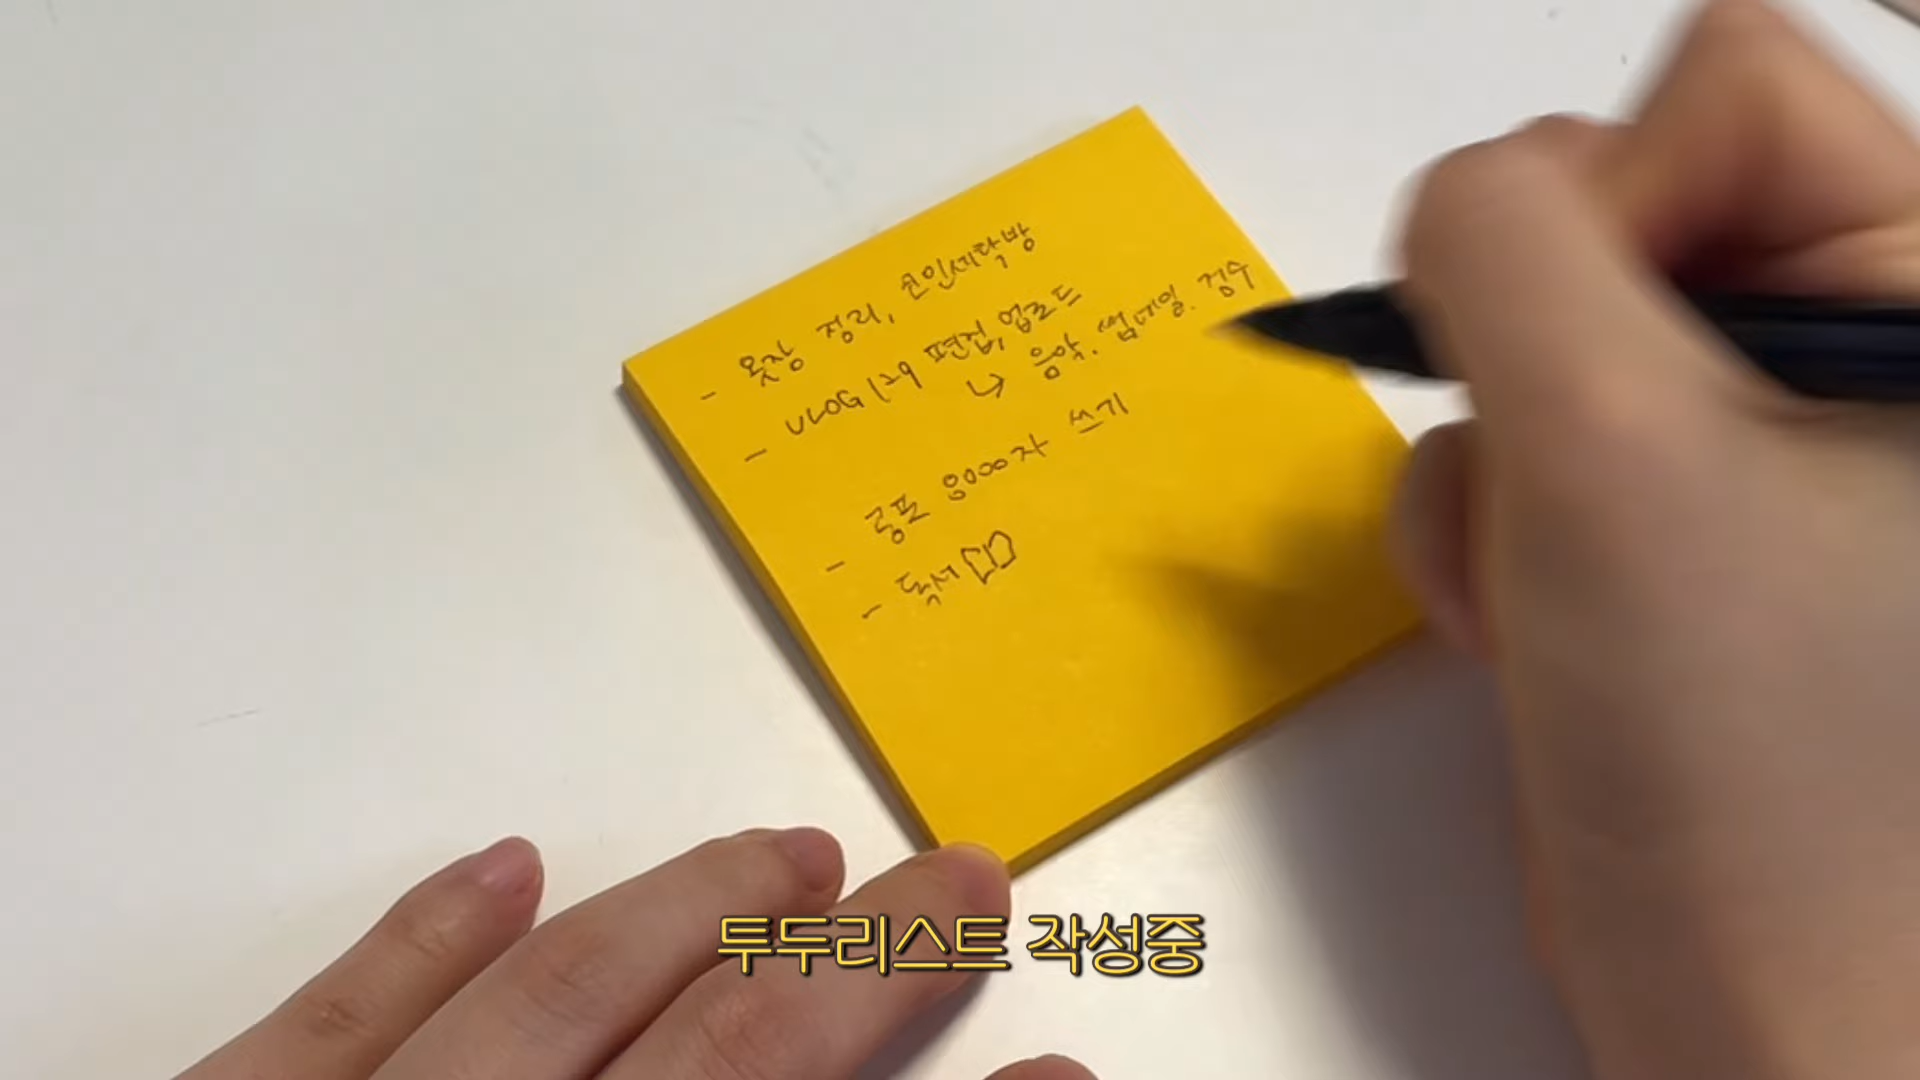 - 옷장 정리, 코인세탁방
- VLOG 129 편집, 업로드
↳ 음악. 썸네일. 검수
- 공포 8000자 쓰기
- 독서
투두리스트 작성중